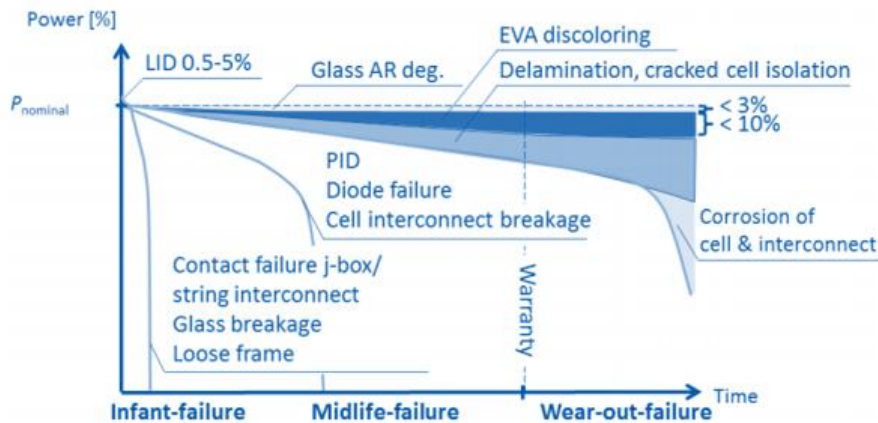 Power [%]
LID 0.5-5%
Glass AR deg.
EVA discoloring
Delamination, cracked cell isolation
Pnominal
< 3%
< 10%
PID
Diode failure
Cell interconnect breakage
Corrosion of
cell & interconnect
Contact failure j-box/
string interconnect
Glass breakage
Loose frame
Warranty
Time
Infant-failure
Midlife-failure
Wear-out-failure